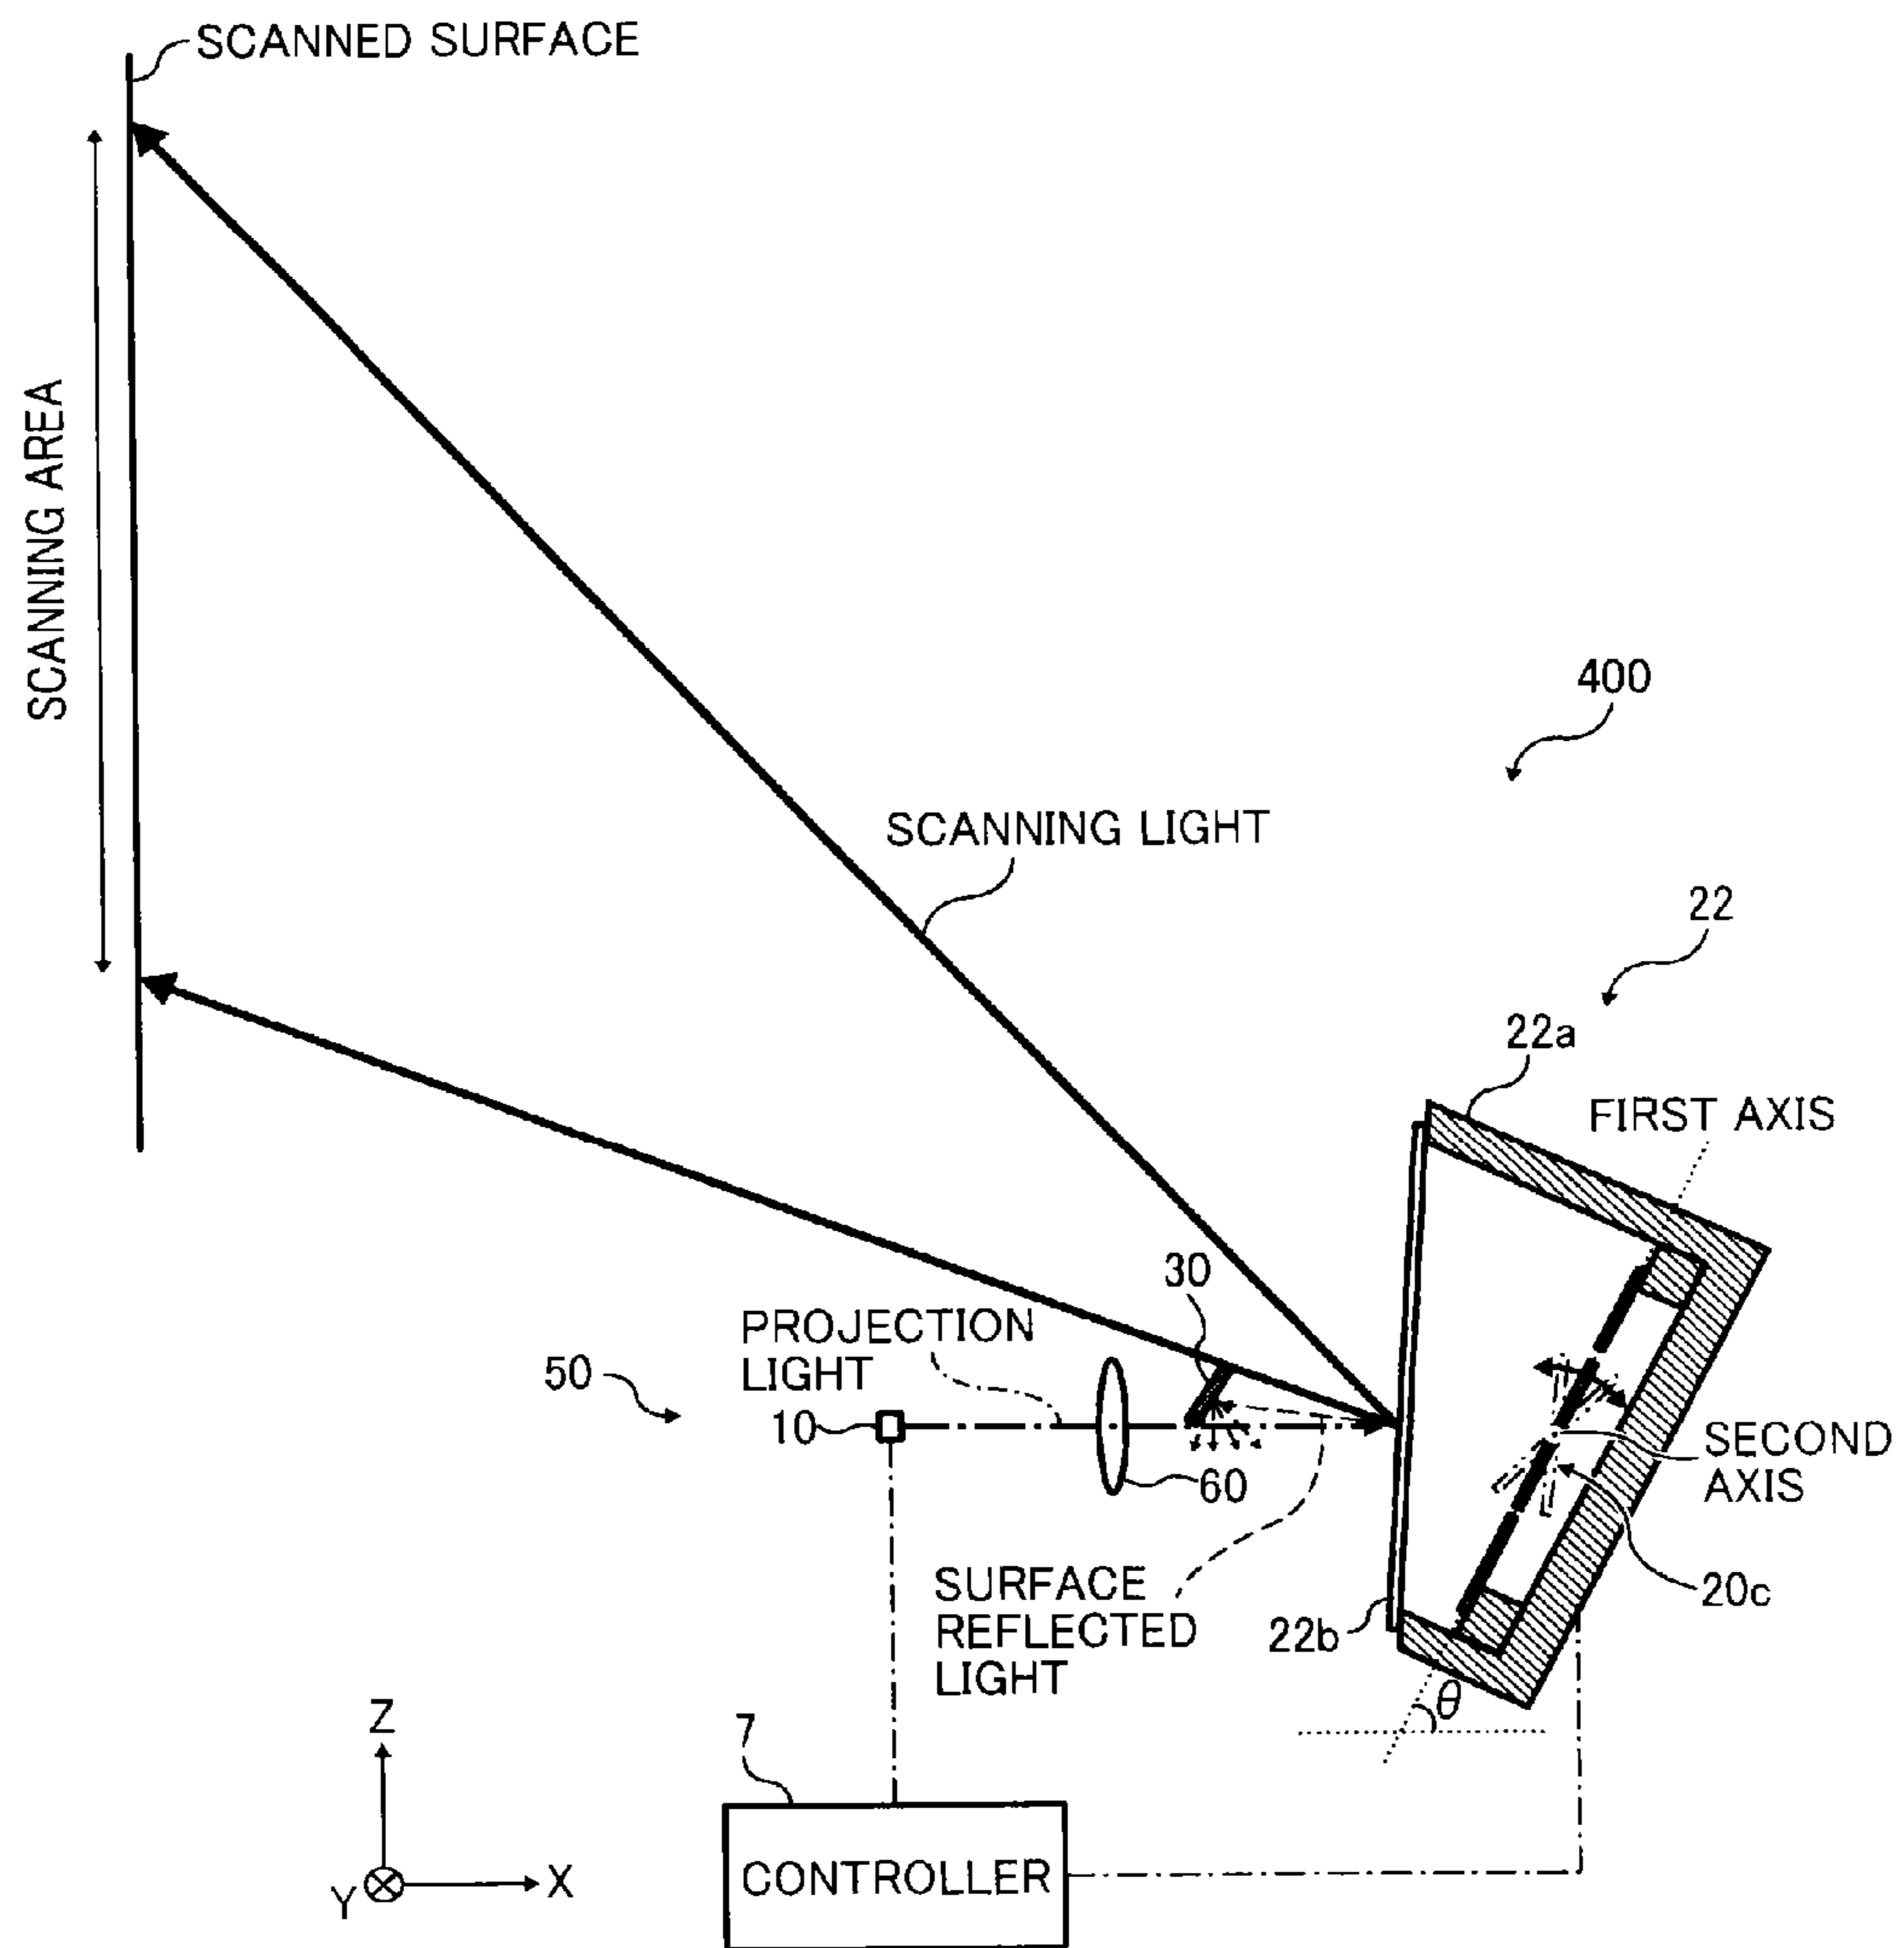 SCANNED SURFACE
SCANNING AREA
400
SCANNING LIGHT
22
22a
FIRST AXIS
30
PROJECTION
LIGHT
50
10
60
SECOND
AXIS
SURFACE
REFLECTED
LIGHT
20c
22b
θ
Z
7
CONTROLLER
Y
X